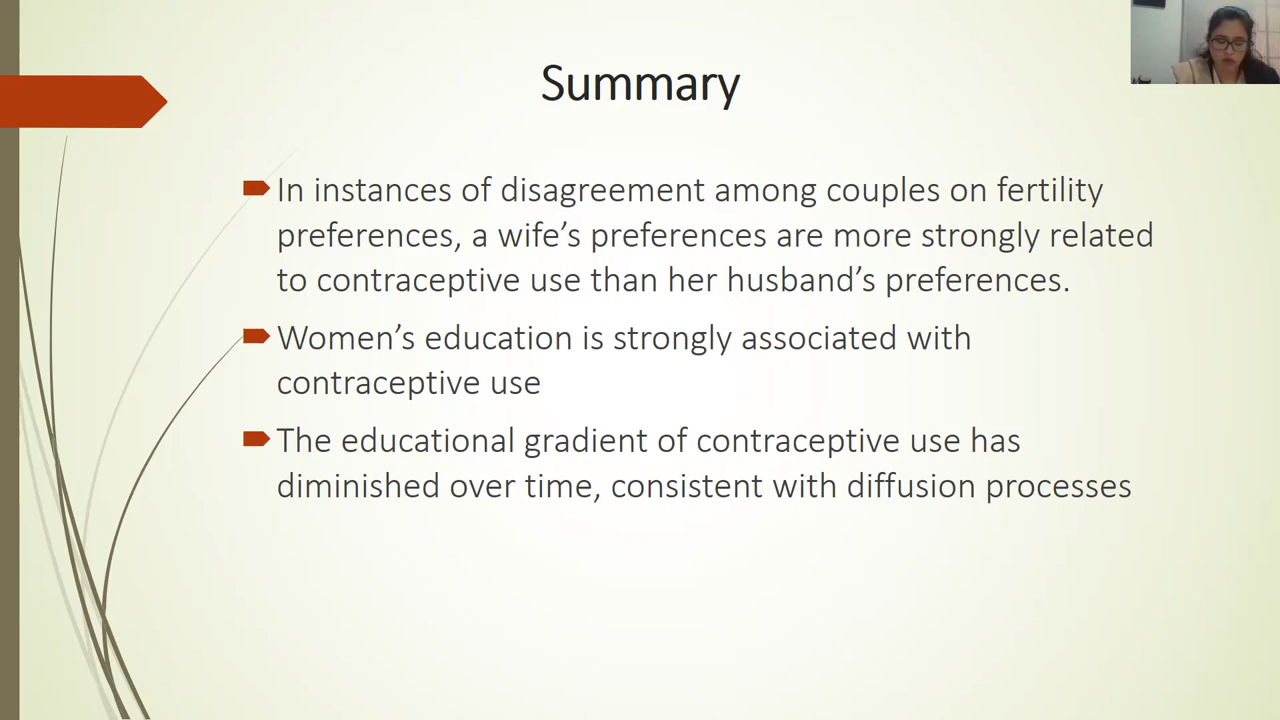 Summary
In instances of disagreement among couples on fertility
preferences, a wife’s preferences are more strongly related
to contraceptive use than her husband’s preferences.
Women’s education is strongly associated with
contraceptive use
The educational gradient of contraceptive use has
diminished over time, consistent with diffusion processes